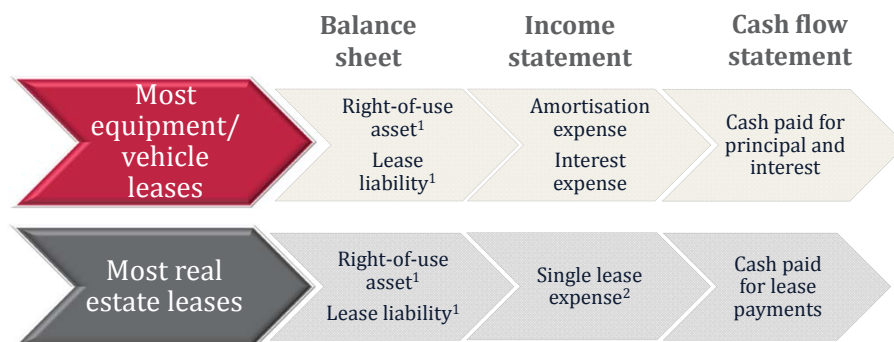 Balance
sheet
Income
statement
Cash flow
statement
Most
equipment/
vehicle
leases
Right-of-use
asset¹
Lease
liability¹
Amortisation
expense
Interest
expense
Cash paid for
principal and
interest
Most real
estate leases
Right-of-use
asset¹
Lease liability¹
Single lease
expense²
Cash paid
for lease
payments